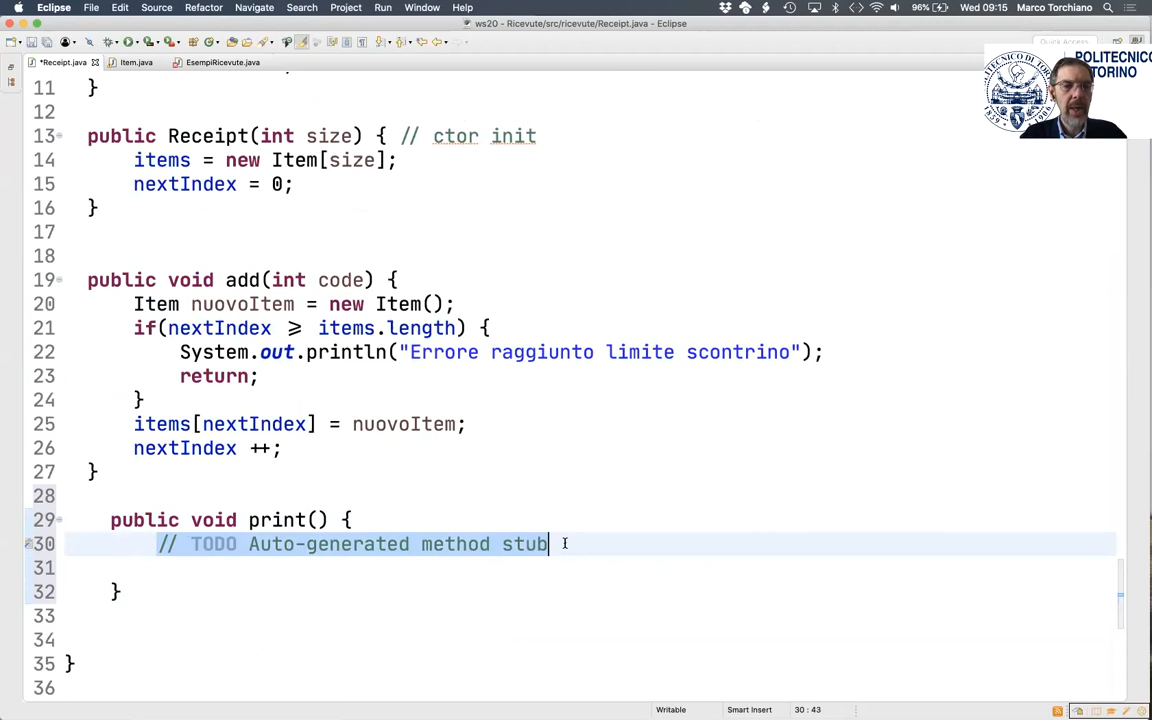 Eclipse File Edit Source Refactor Navigate Search Project Run Window Help 96% Wed 09:15 Marco Torchiano
ws20 - Ricevute/src/ricevute/Receipt.java - Eclipse
Quick Access
*Receipt.java Item.java EsempiRicevute.java
POLITECNICO
DI TORINO
11 }
12
13 public Receipt(int size) { // ctor init
14 items = new Item[size];
15 nextIndex = 0;
16 }
17
18
19 public void add(int code) {
20 Item nuovoItem = new Item();
21 if(nextIndex >= items.length) {
22 System.out.println("Errore raggiunto limite scontrino");
23 return;
24 }
25 items[nextIndex] = nuovoItem;
26 nextIndex ++;
27 }
28
29 public void print() {
30 // TODO Auto-generated method stub
31
32 }
33
34
35 }
36
Writable Smart Insert 30 : 43